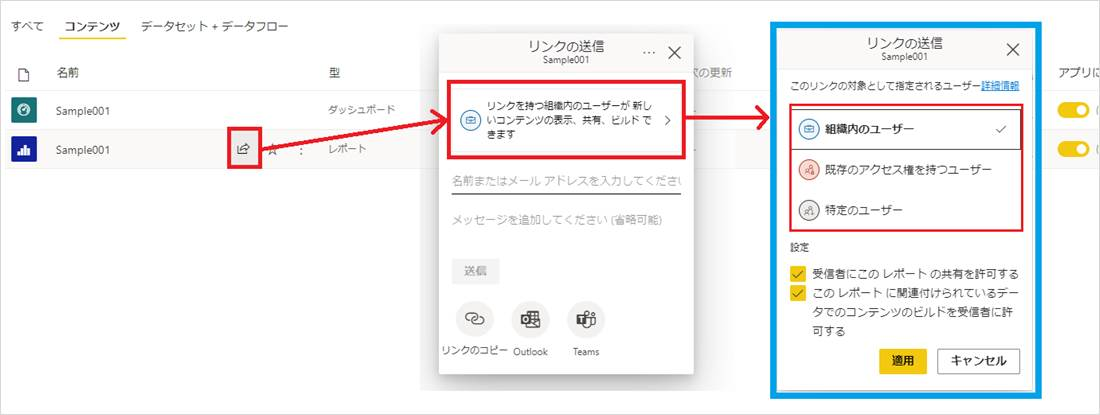 すべて コンテンツ データセット + データフロー
名前 型 次の更新 アプリに
Sample001 ダッシュボード
Sample001 レポート
リンクの送信
Sample001
リンクを持つ組織内のユーザーが 新し
いコンテンツの表示、共有、ビルド で
きます
名前またはメール アドレスを入力してください
メッセージを追加してください (省略可能)
送信
リンクのコピー Outlook Teams
リンクの送信
Sample001
このリンクの対象として指定されるユーザー 詳細情報
組織内のユーザー
既存のアクセス権を持つユーザー
特定のユーザー
設定
受信者にこの レポート の共有を許可する
この レポート に関連付けられているデー
タでのコンテンツのビルドを受信者に許
可する
適用 キャンセル